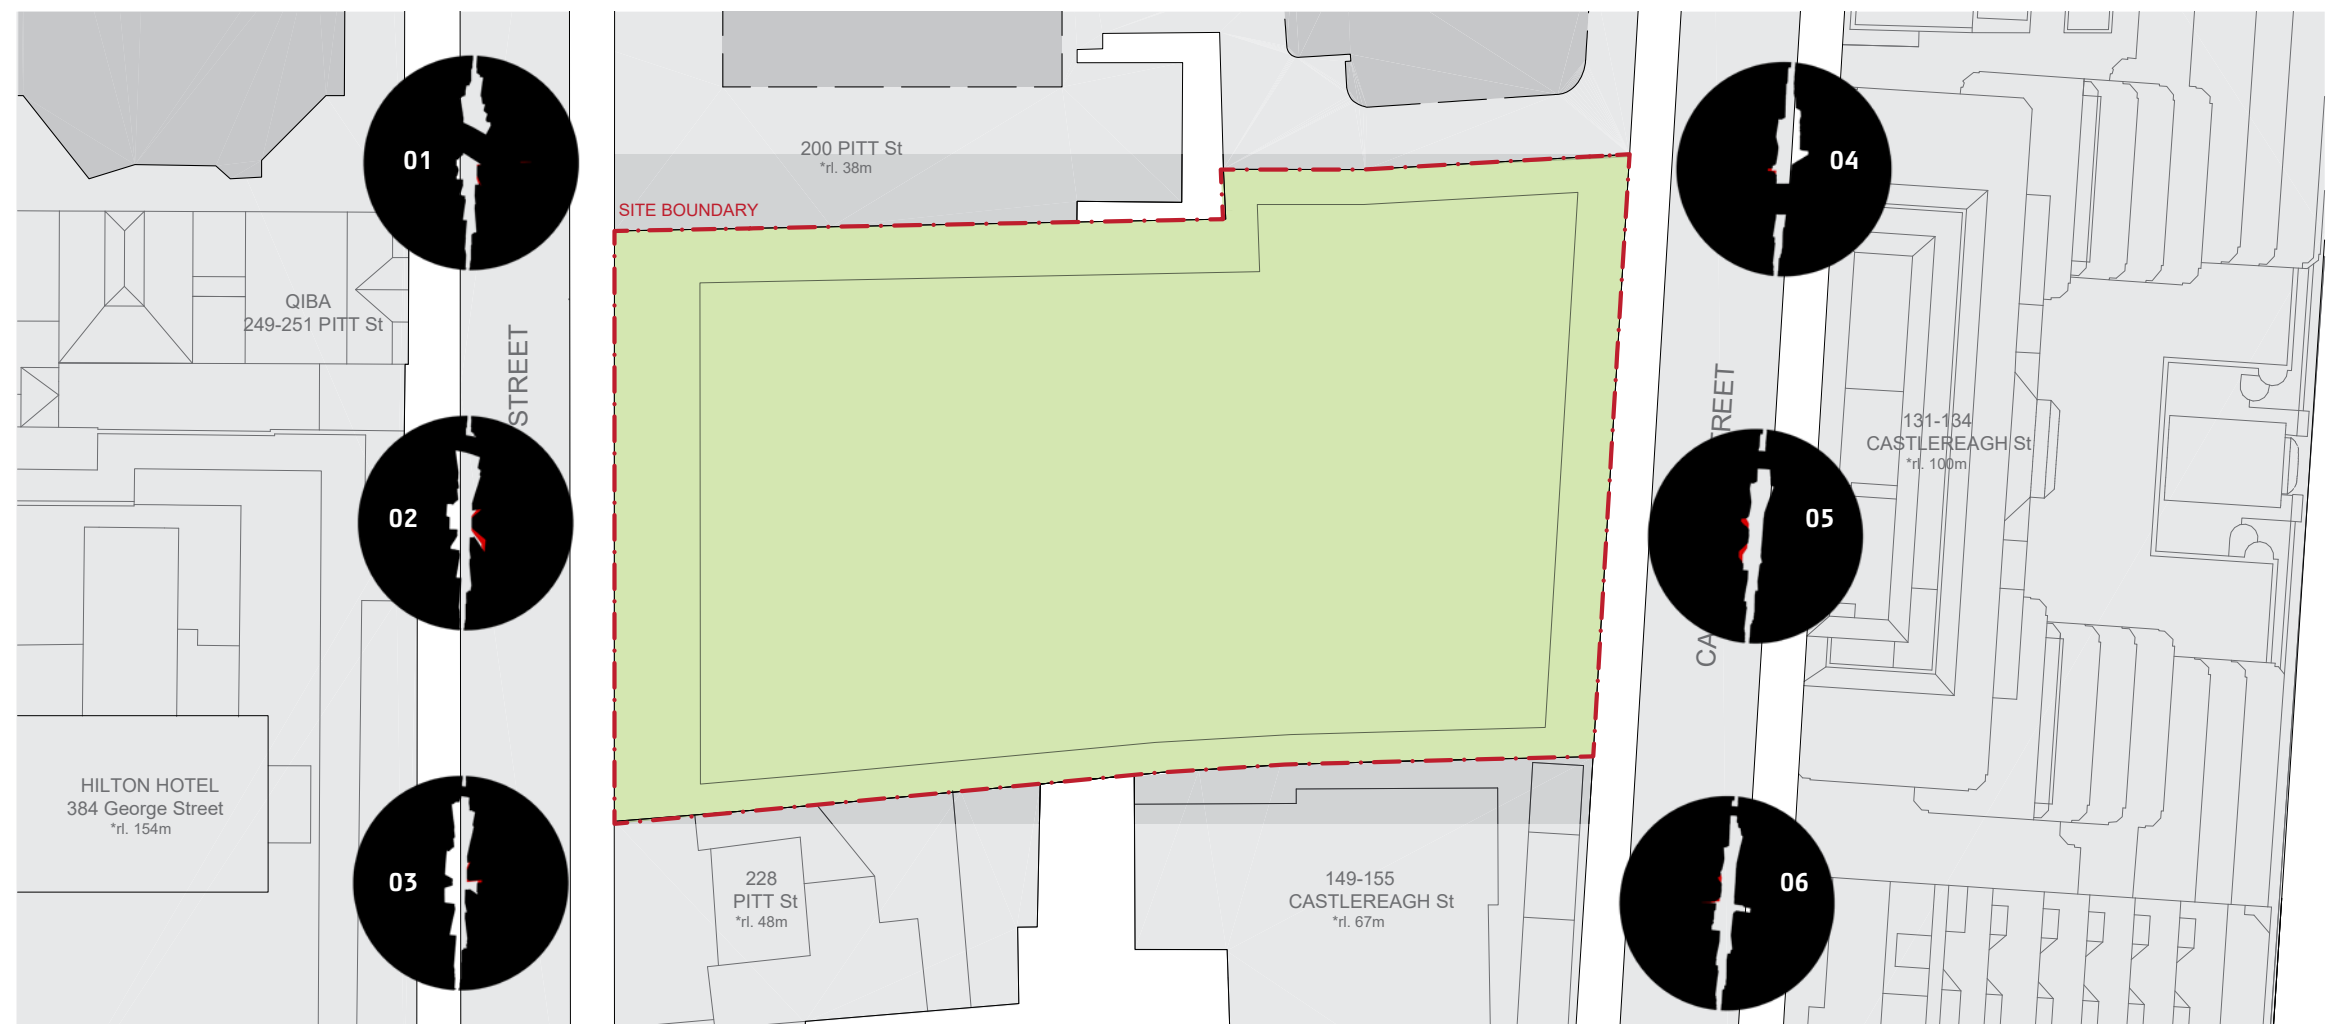 01
04
200 PITT St
*rl. 38m
SITE BOUNDARY
QIBA
249-251 PITT St
STREET
131-134
CASTLEREAGH St
*rl. 100m
02
05
HILTON HOTEL
384 George Street
*rl. 154m
03
06
228
PITT St
*rl. 48m
149-155
CASTLEREAGH St
*rl. 67m